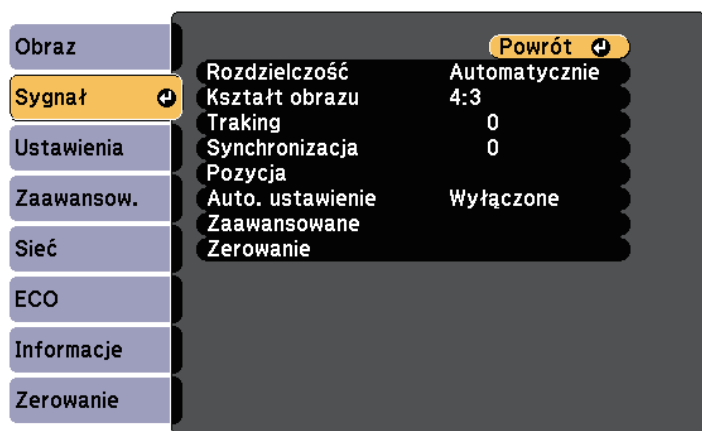 Obraz
Sygnał
Ustawienia
Zaawansow.
Sieć
ECO
Informacje
Zerowanie
Powrót
Rozdzielczość Automatycznie
Kształt obrazu 4:3
Traking 0
Synchronizacja 0
Pozycja
Auto. ustawienie Wyłączone
Zaawansowane
Zerowanie